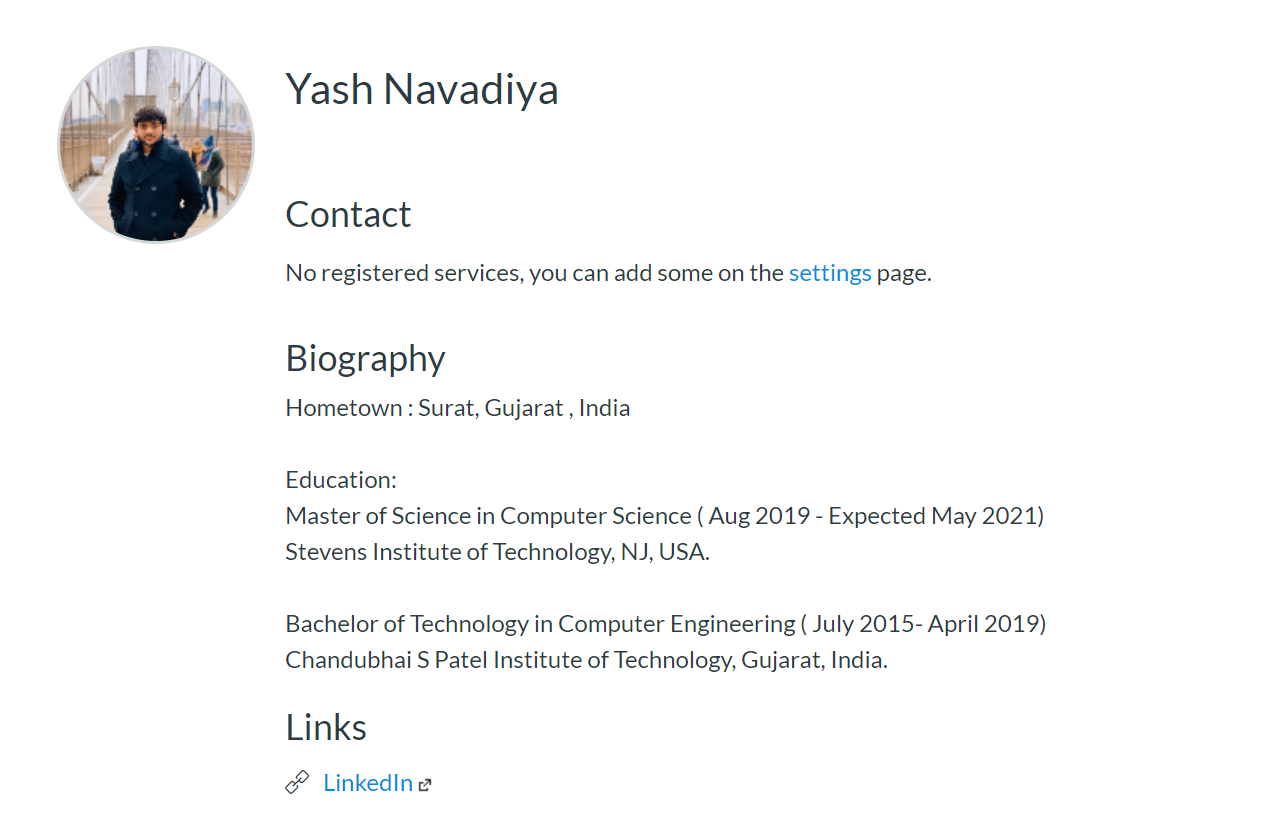 Yash Navadiya
Contact
No registered services, you can add some on the settings page.
Biography
Hometown : Surat, Gujarat , India
Education:
Master of Science in Computer Science ( Aug 2019 - Expected May 2021)
Stevens Institute of Technology, NJ, USA.
Bachelor of Technology in Computer Engineering ( July 2015- April 2019)
Chandubhai S Patel Institute of Technology, Gujarat, India.
Links
LinkedIn